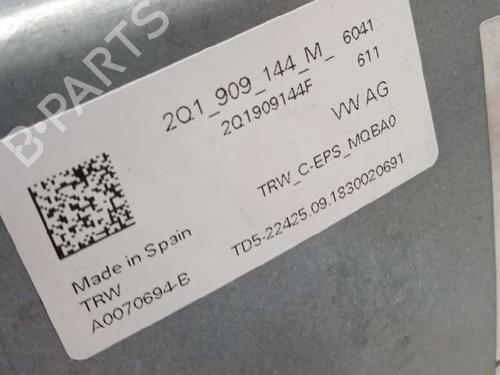 2Q1_909_144_M_ 6041
2Q1909144F 611
VW AG
TRW_C-EPS_MQBA0
TD5-22425.09.1830020691
Made in Spain
TRW
A0070694-B
B-PARTS